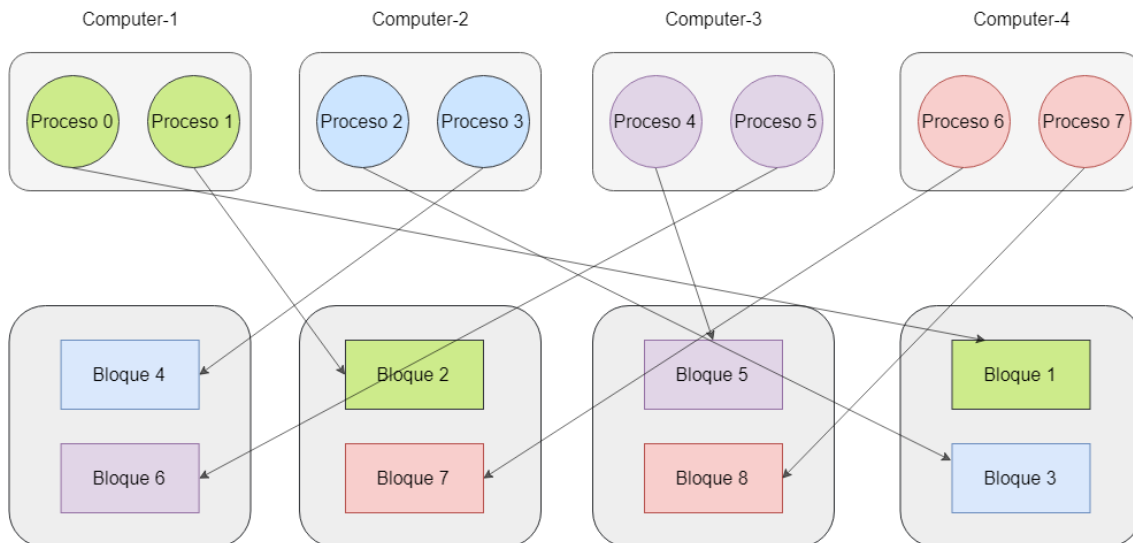 Computer-1
Computer-2
Computer-3
Computer-4
Proceso 0
Proceso 1
Proceso 2
Proceso 3
Proceso 4
Proceso 5
Proceso 6
Proceso 7
Bloque 4
Bloque 2
Bloque 5
Bloque 1
Bloque 6
Bloque 7
Bloque 8
Bloque 3